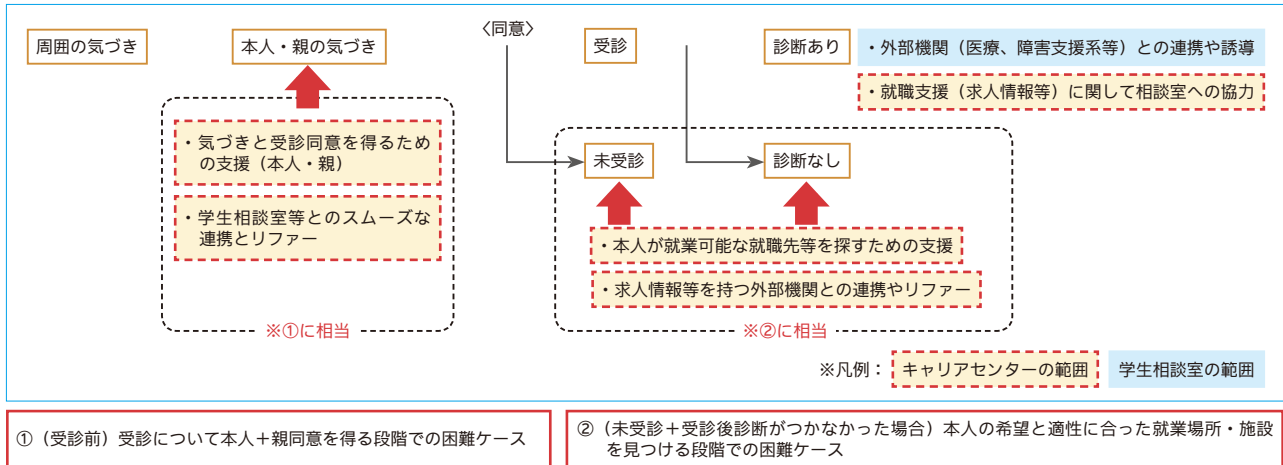 〈同意〉
周囲の気づき
本人・親の気づき
受診
診断あり
・外部機関（医療、障害支援系等）との連携や誘導
・就職支援（求人情報等）に関して相談室への協力
・気づきと受診同意を得るため
の支援（本人・親）
・学生相談室等とのスムーズな
連携とリファー
※①に相当
未受診
診断なし
・本人が就業可能な就職先等を探すための支援
・求人情報等を持つ外部機関との連携やリファー
※②に相当
※凡例：
キャリアセンターの範囲
学生相談室の範囲
①（受診前）受診について本人＋親同意を得る段階での困難ケース
②（未受診＋受診後診断がつかなかった場合）本人の希望と適性に合った就業場所・施設
を見つける段階での困難ケース